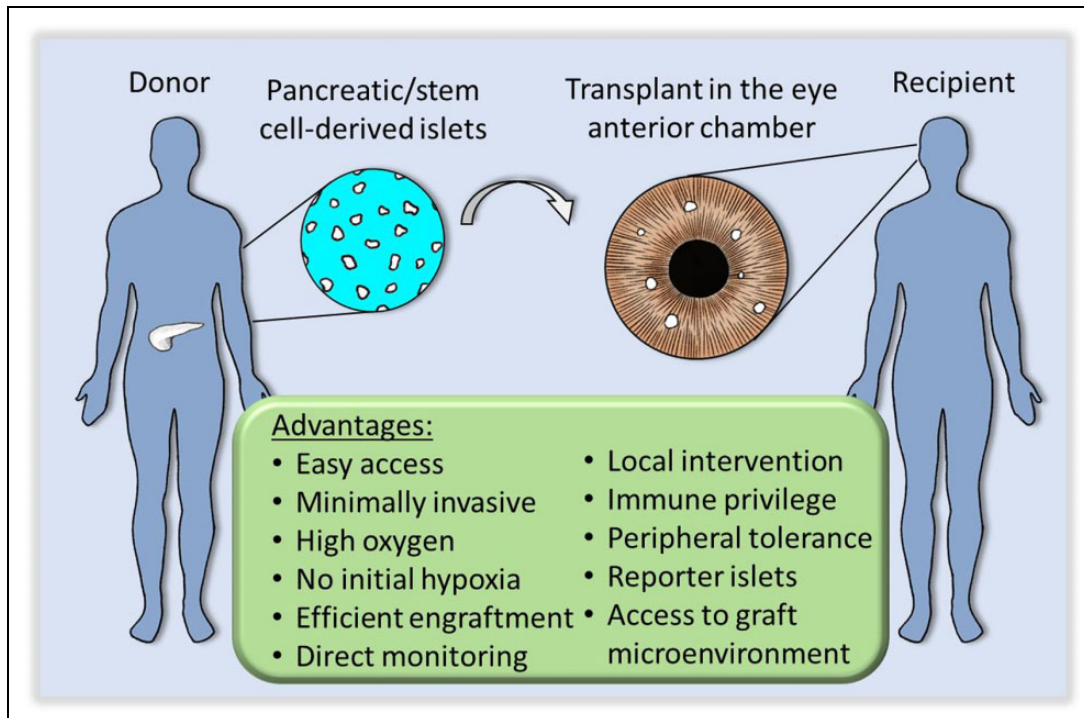 Donor
Pancreatic/stem
cell-derived islets
Transplant in the eye
anterior chamber
Recipient
Advantages:
• Easy access
• Minimally invasive
• High oxygen
• No initial hypoxia
• Efficient engraftment
• Direct monitoring
• Local intervention
• Immune privilege
• Peripheral tolerance
• Reporter islets
• Access to graft
microenvironment